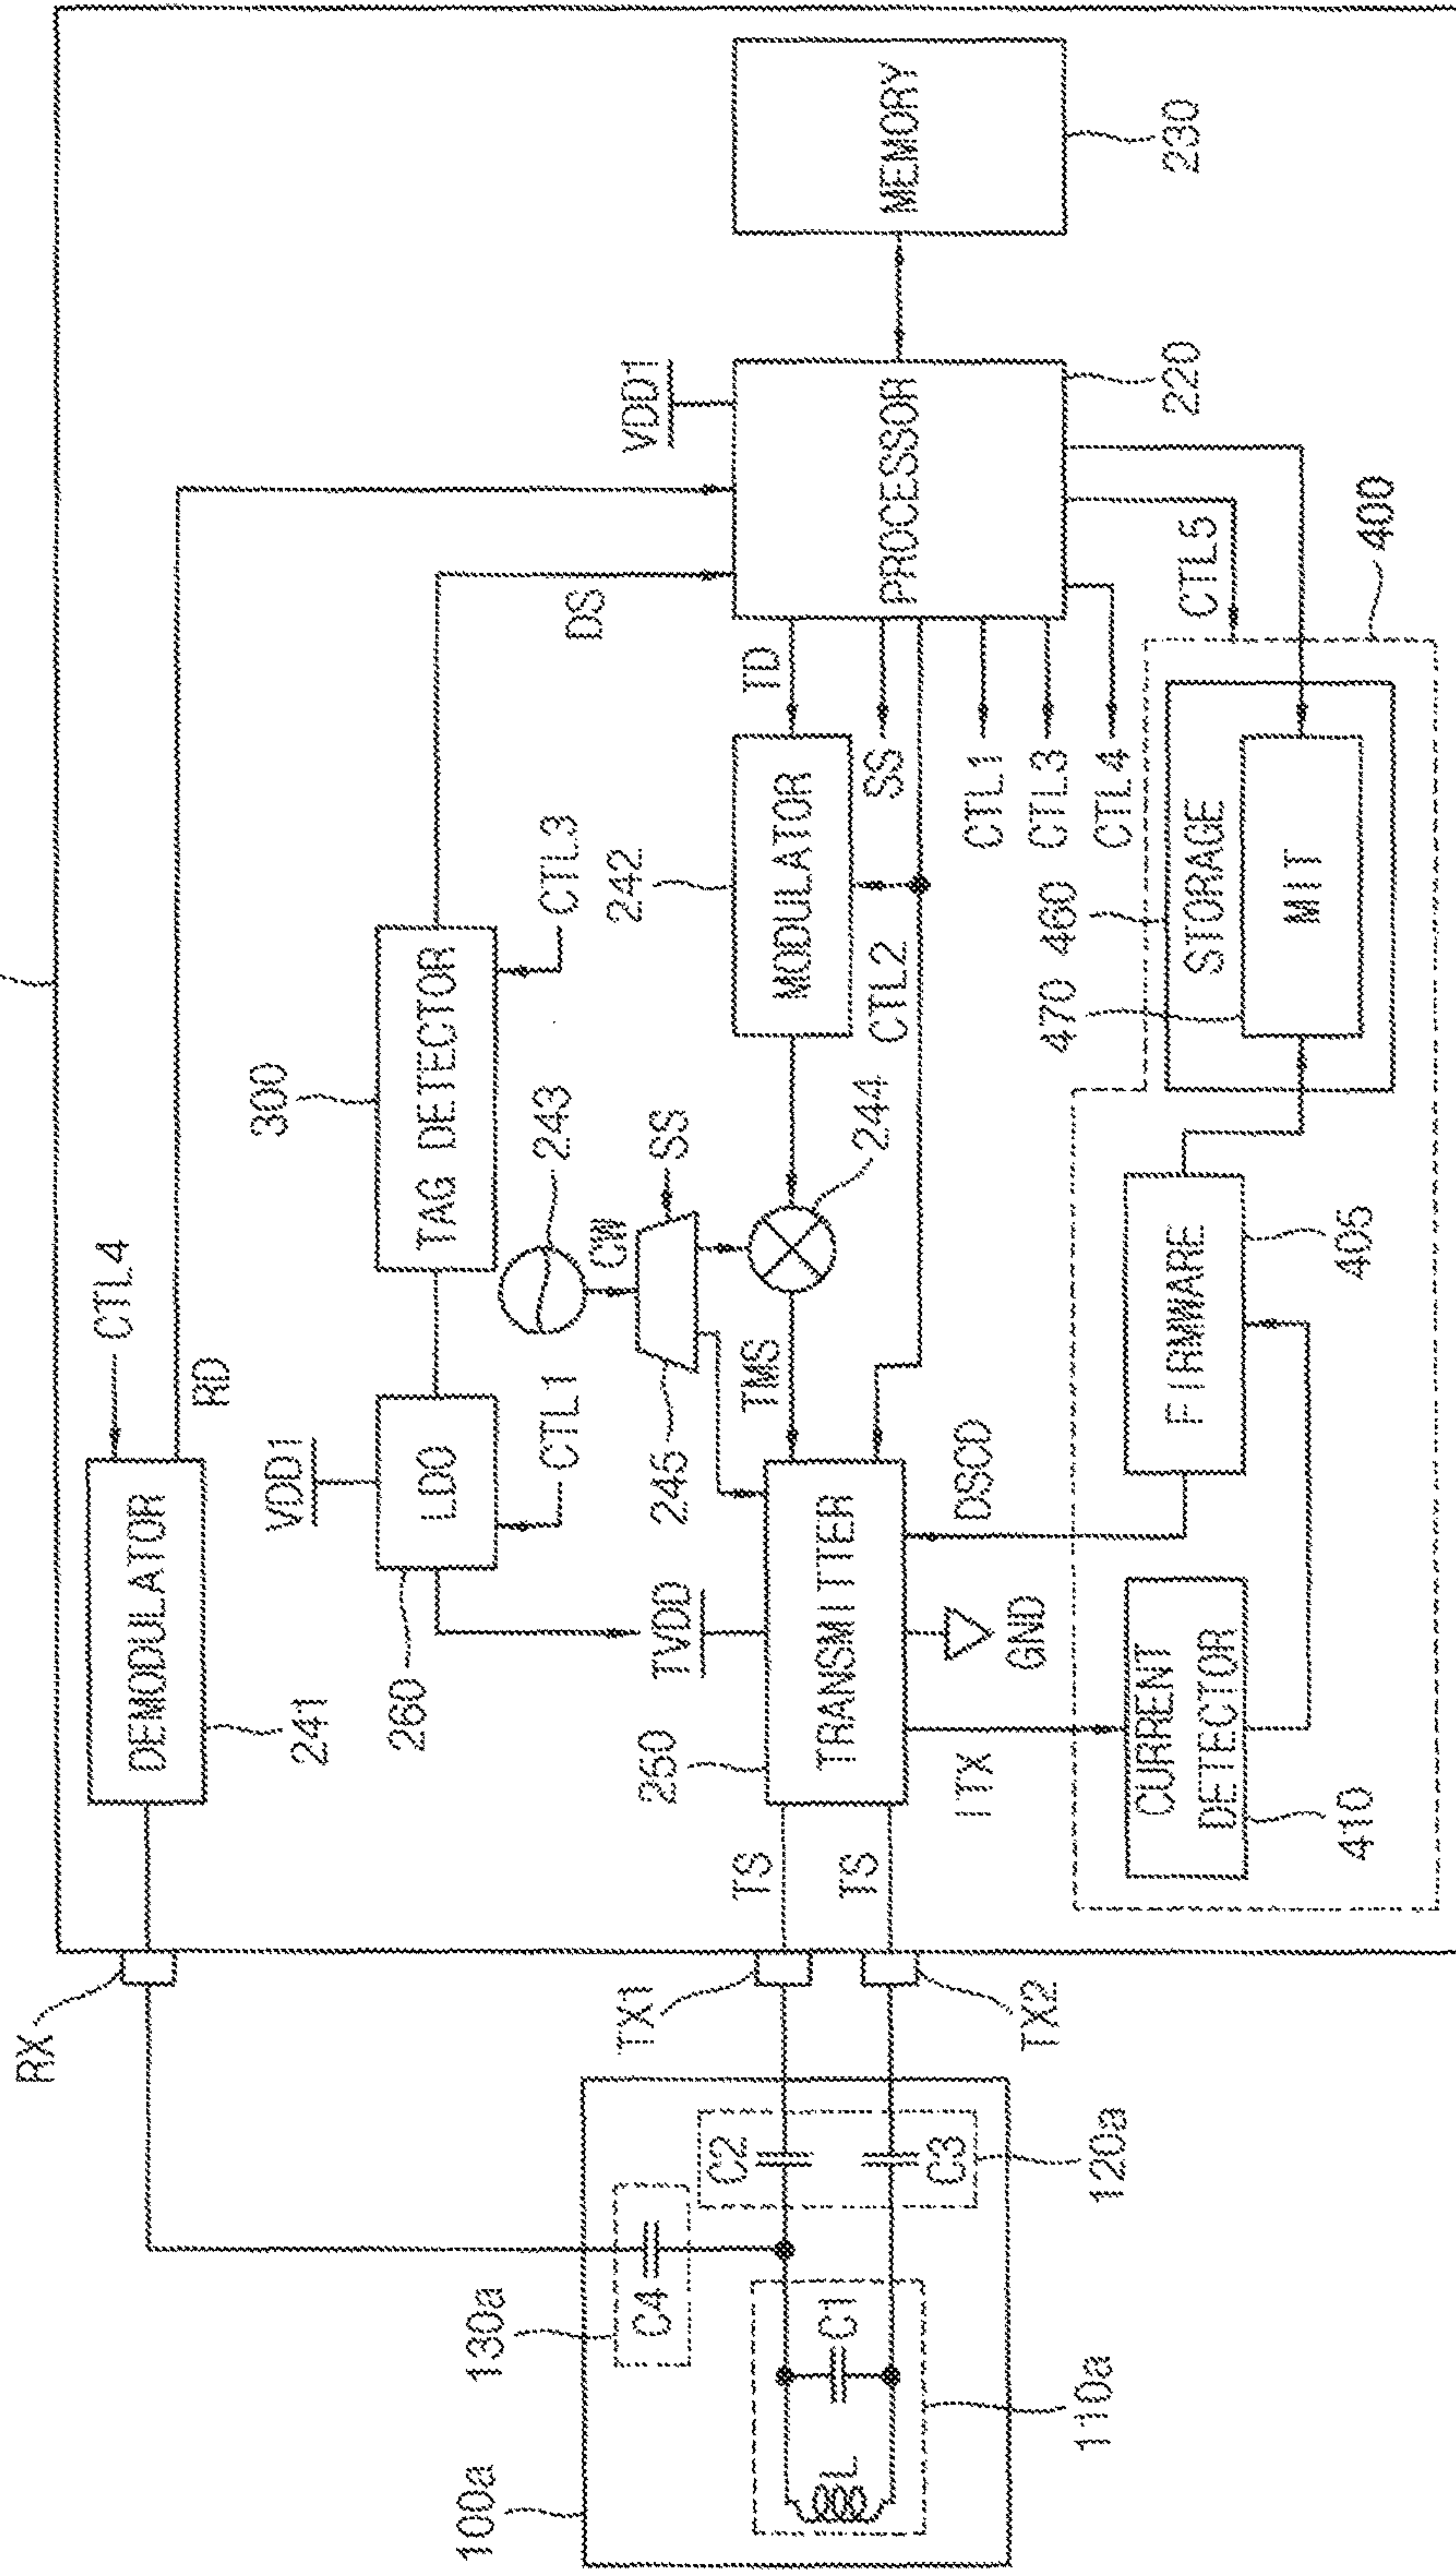 CTL4
DEMODULATOR
241
RD
RX
VDD1
LDO
260
CTL1
300
TAG DETECTOR
CTL3
DS
VDD1
PROCESSOR
220
MEMORY
230
243
CW
SS
245
244
242
MODULATOR
TD
SS
CTL2
CTL1
CTL3
CTL4
CTL5
TMS
TVDD
250
TRANSMITTER
GND
DSCD
ITX
TS
TS
TX1
TX2
100a
130a
C4
C2
C3
120a
C1
L
110a
400
CURRENT
DETECTOR
410
FIRMWARE
405
470
460
STORAGE
MIT